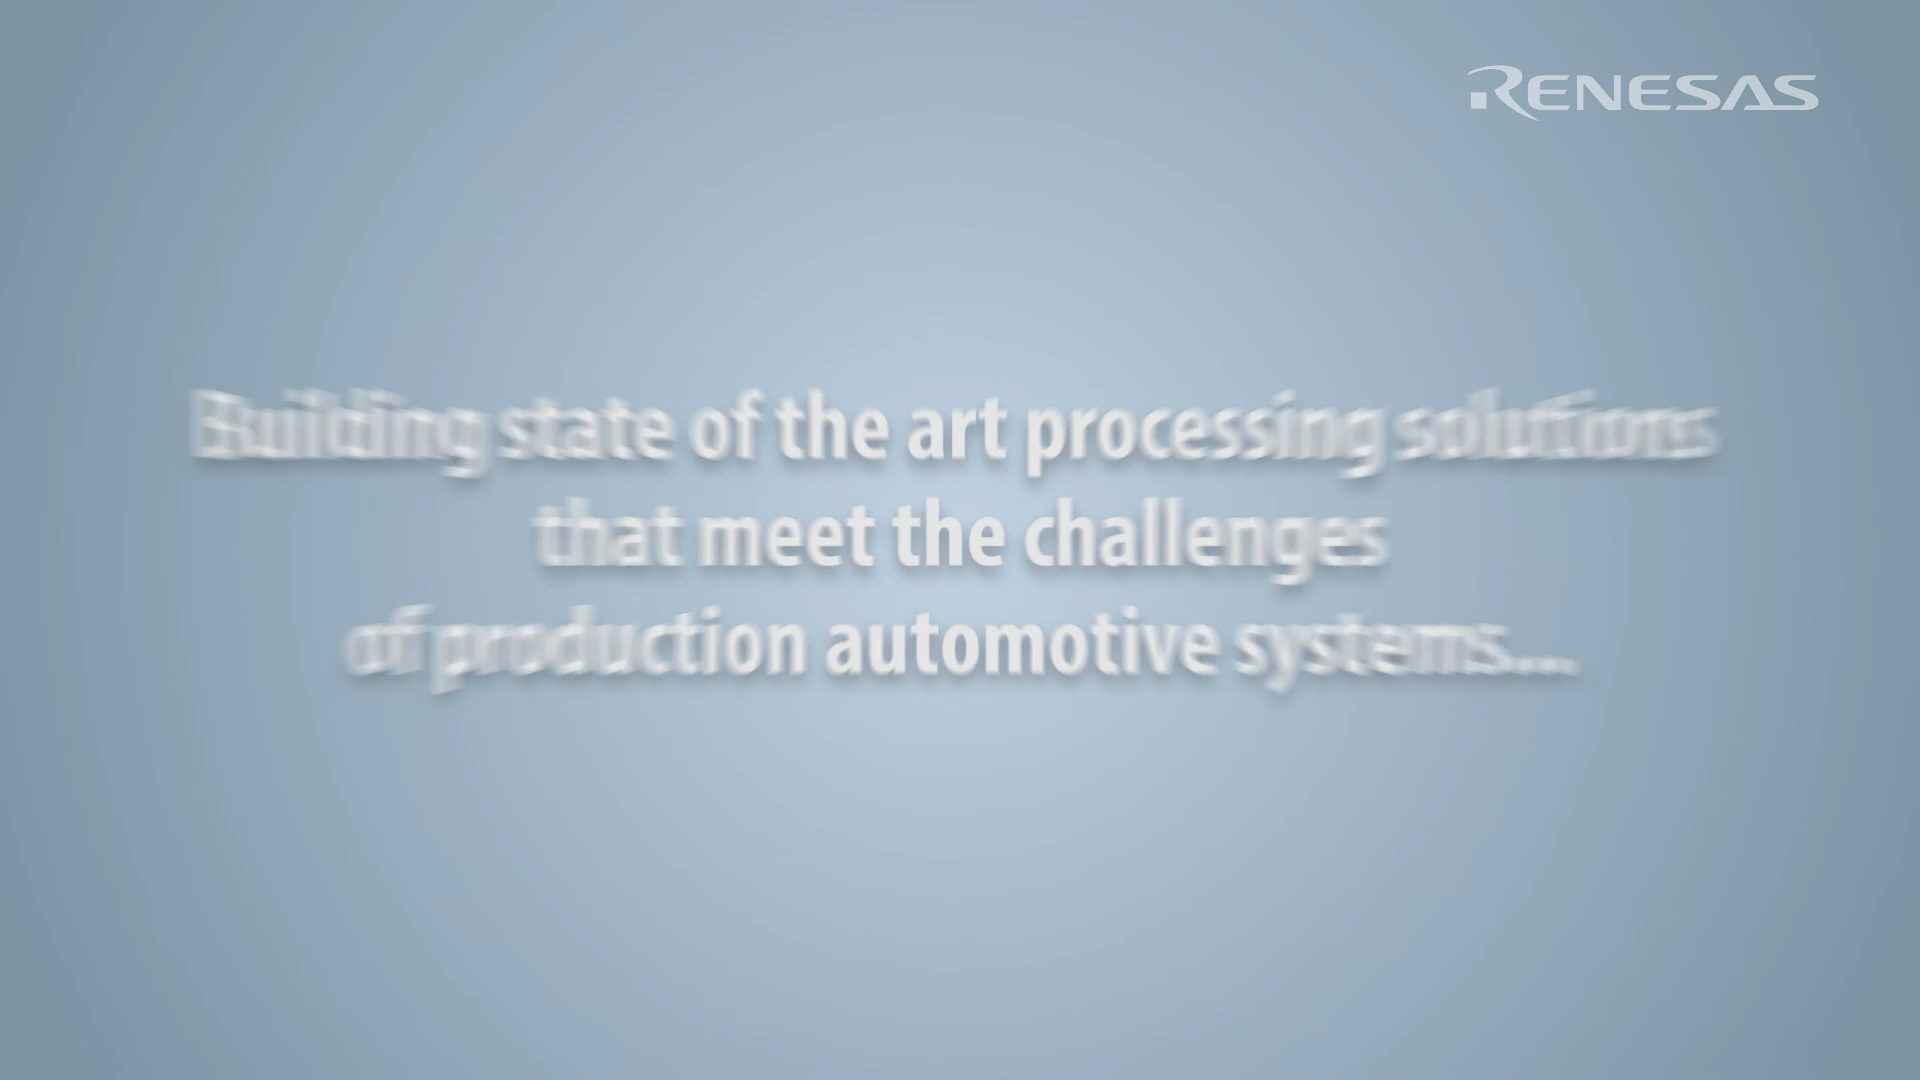 RENESAS
Building state of the art processing solutions
that meet the challenges
of production automotive systems...